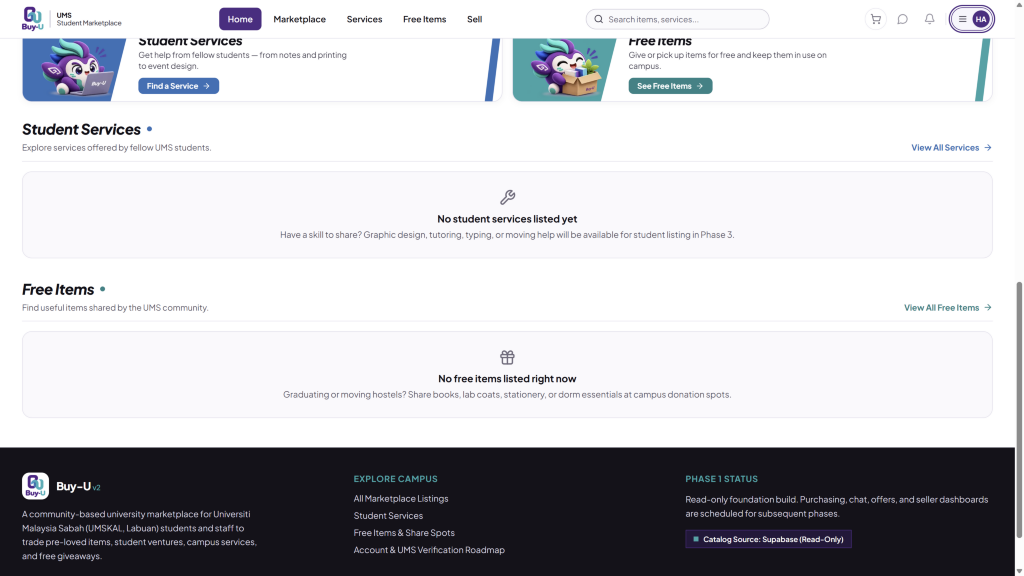 Buy-U
UMS
Student Marketplace
Home
Marketplace
Services
Free Items
Sell
Search items, services...
HA
Student Services
Get help from fellow students — from notes and printing
to event design.
Find a Service →
Buy-U
Free Items
Give or pick up items for free and keep them in use on
campus.
See Free Items →
Student Services
Explore services offered by fellow UMS students.
View All Services →
No student services listed yet
Have a skill to share? Graphic design, tutoring, typing, or moving help will be available for student listing in Phase 3.
Free Items
Find useful items shared by the UMS community.
View All Free Items →
No free items listed right now
Graduating or moving hostels? Share books, lab coats, stationery, or dorm essentials at campus donation spots.
Buy-U
Buy-U v2
A community-based university marketplace for Universiti
Malaysia Sabah (UMSKAL, Labuan) students and staff to
trade pre-loved items, student ventures, campus services,
and free giveaways.
EXPLORE CAMPUS
All Marketplace Listings
Student Services
Free Items & Share Spots
Account & UMS Verification Roadmap
PHASE 1 STATUS
Read-only foundation build. Purchasing, chat, offers, and seller dashboards
are scheduled for subsequent phases.
Catalog Source: Supabase (Read-Only)